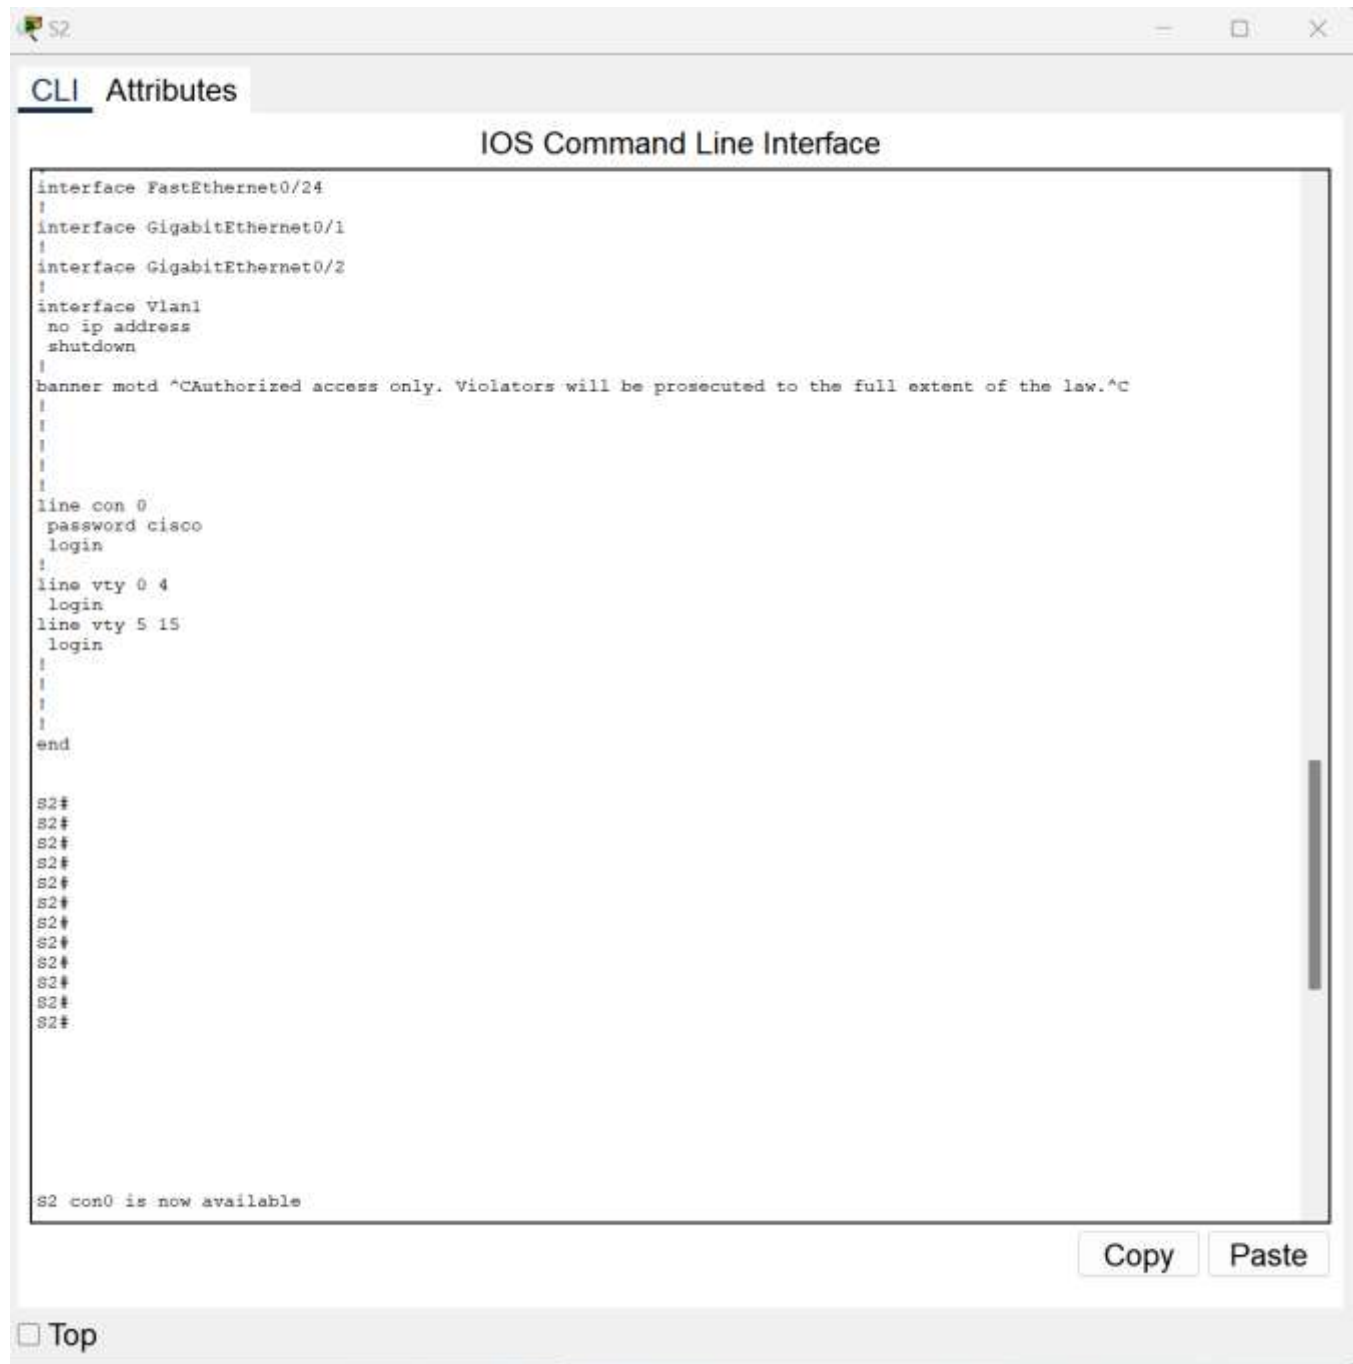 S2
CLI Attributes
IOS Command Line Interface
interface FastEthernet0/24
!
interface GigabitEthernet0/1
!
interface GigabitEthernet0/2
!
interface Vlan1
 no ip address
 shutdown
!
banner motd ^CAuthorized access only. Violators will be prosecuted to the full extent of the law.^C
!
!
!
!
!
line con 0
 password cisco
 login
!
line vty 0 4
 login
line vty 5 15
 login
!
!
!
!
end
S2#
S2#
S2#
S2#
S2#
S2#
S2#
S2#
S2#
S2#
S2#
S2#
S2 con0 is now available
Copy Paste
Top